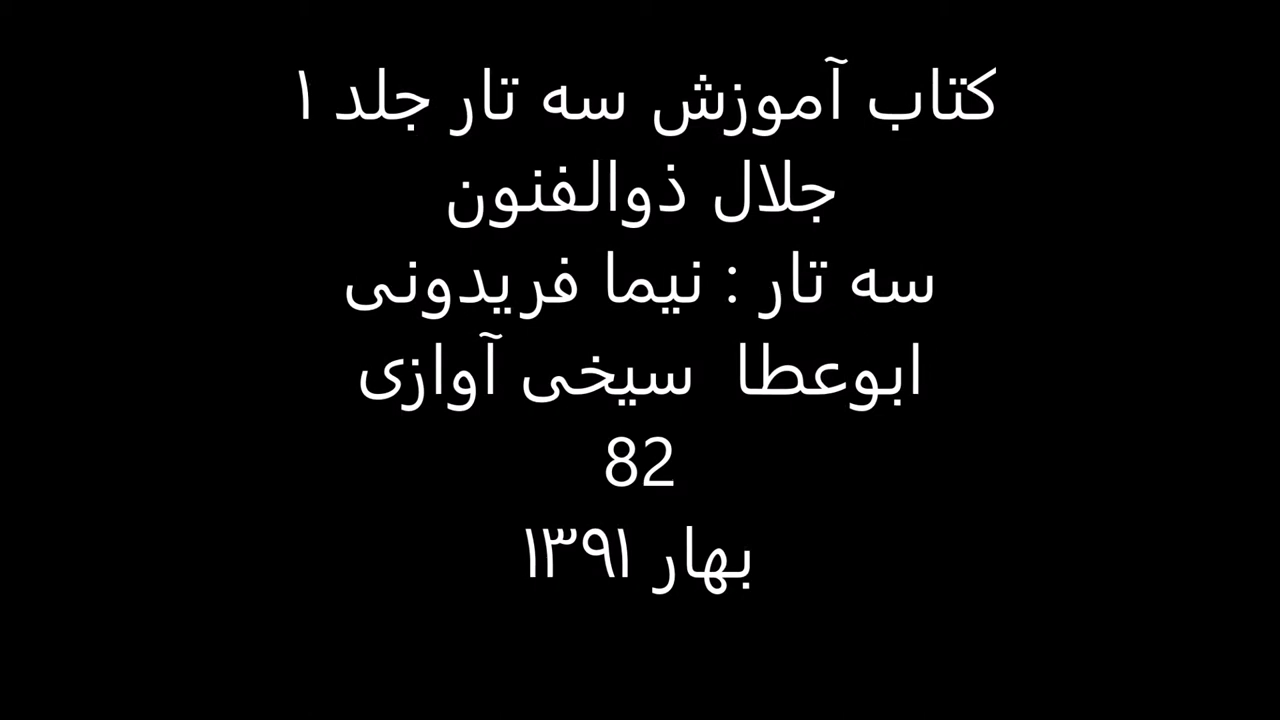 کتاب آموزش سه تار جلد ۱
جلال ذوالفنون
سه تار : نیما فریدونی
ابوعطا  سیخی آوازی
82
بهار ۱۳۹۱